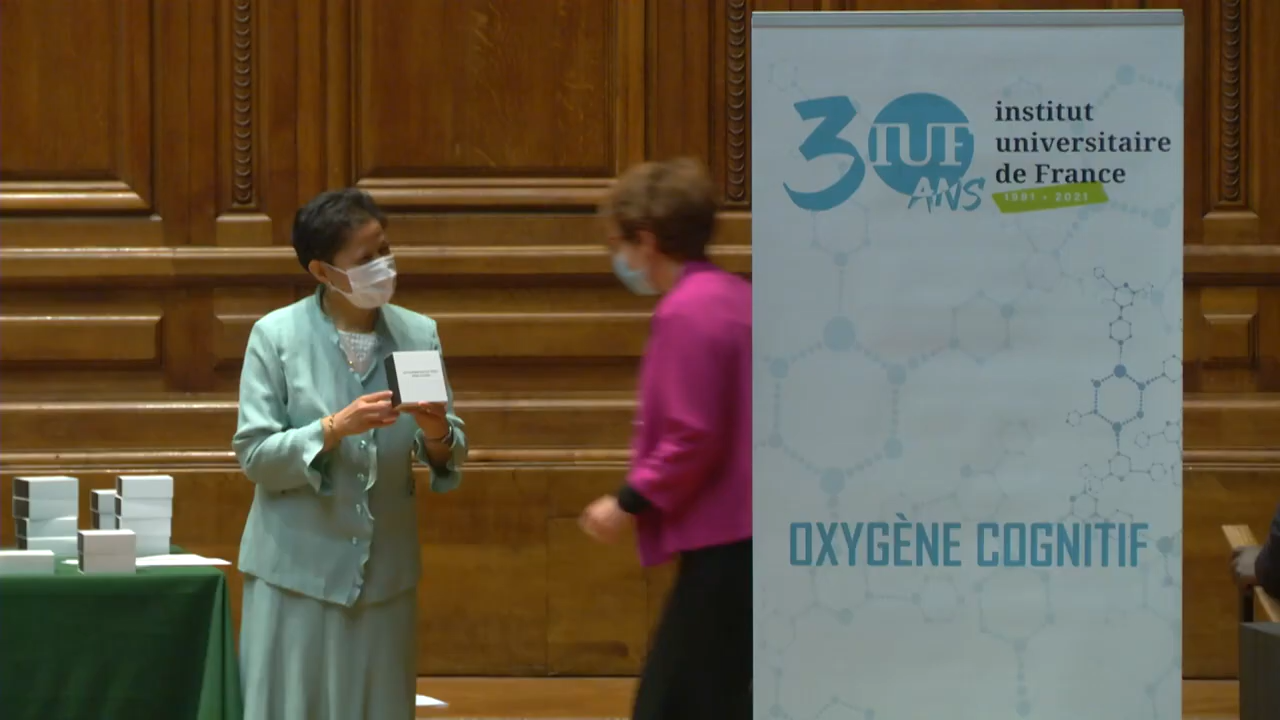 30 IUF
ANS
institut
universitaire
de France
1991 • 2021
OXYGÈNE COGNITIF